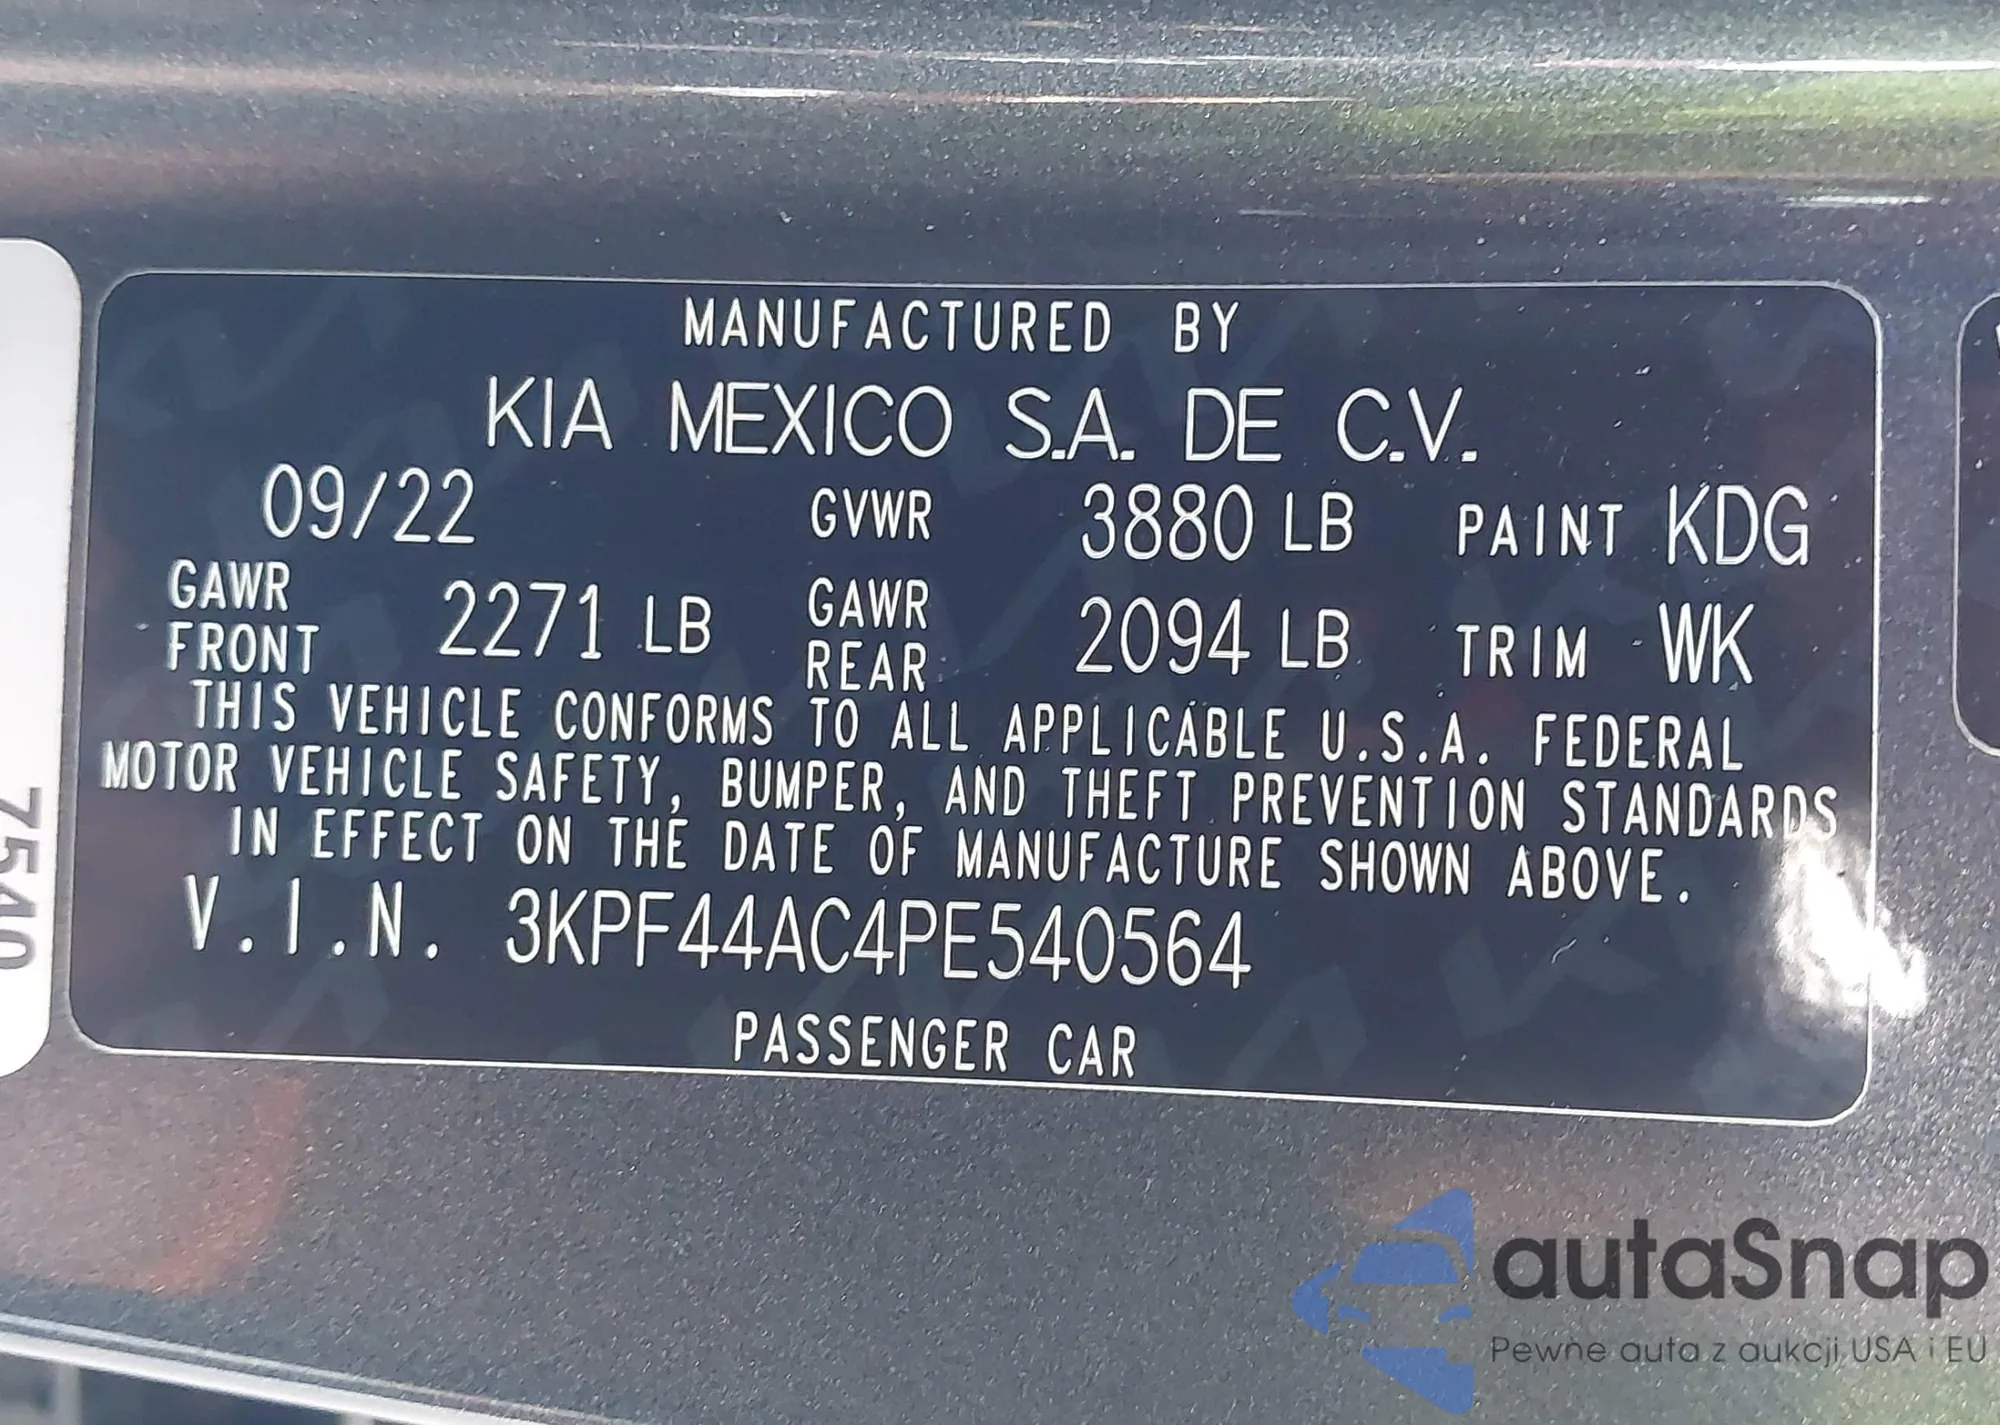 MANUFACTURED BY
KIA MEXICO S.A. DE C.V.
09/22 GVWR 3880 LB PAINT KDG
GAWR FRONT 2271 LB GAWR REAR 2094 LB TRIM WK
THIS VEHICLE CONFORMS TO ALL APPLICABLE U.S.A. FEDERAL
MOTOR VEHICLE SAFETY, BUMPER, AND THEFT PREVENTION STANDARDS
IN EFFECT ON THE DATE OF MANUFACTURE SHOWN ABOVE.
V.I.N. 3KPF44AC4PE540564
PASSENGER CAR
7540
autaSnap
Pewne auta z aukcji USA i EU